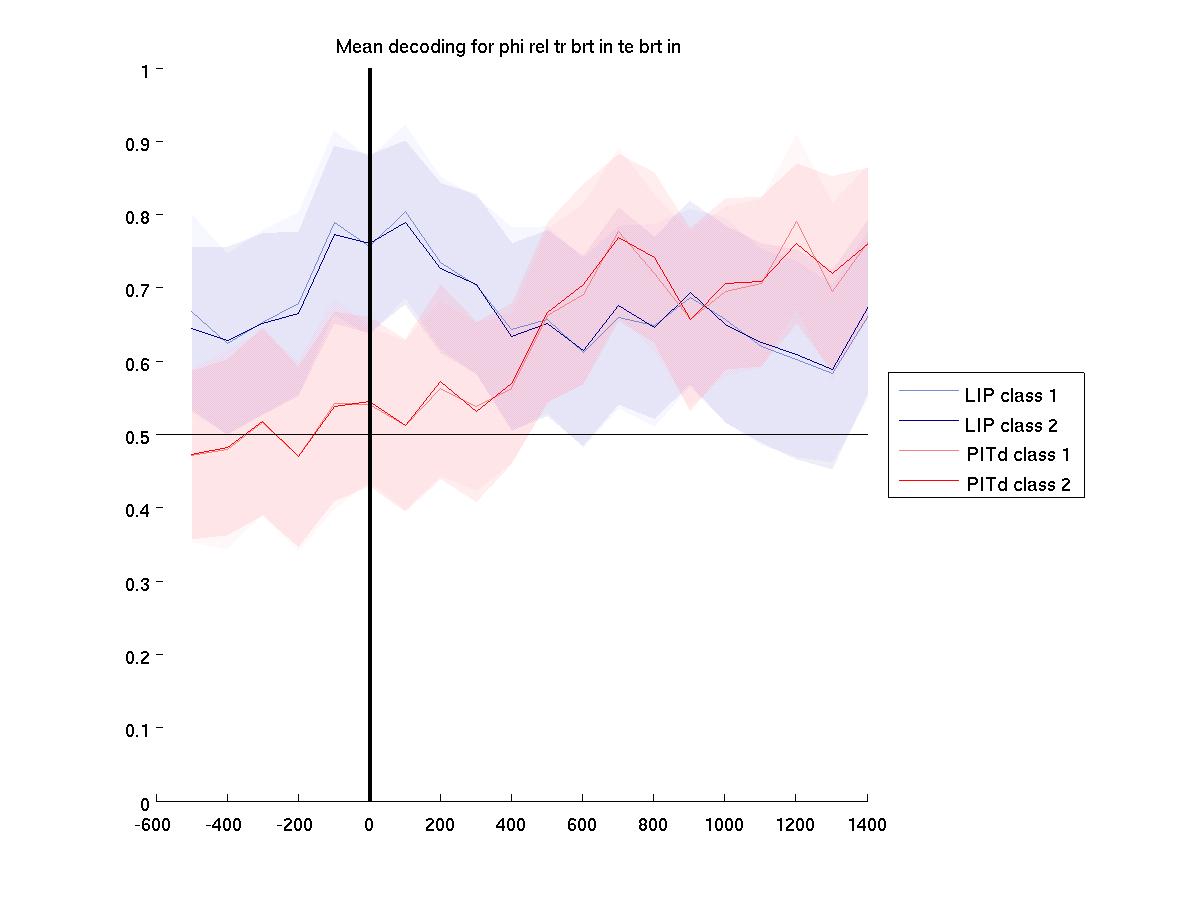 Mean decoding for phi rel tr brt in te brt in
1
0.9
0.8
0.7
0.6
0.5
0.4
0.3
0.2
0.1
0
-600 -400 -200 0 200 400 600 800 1000 1200 1400
LIP class 1
LIP class 2
PITd class 1
PITd class 2